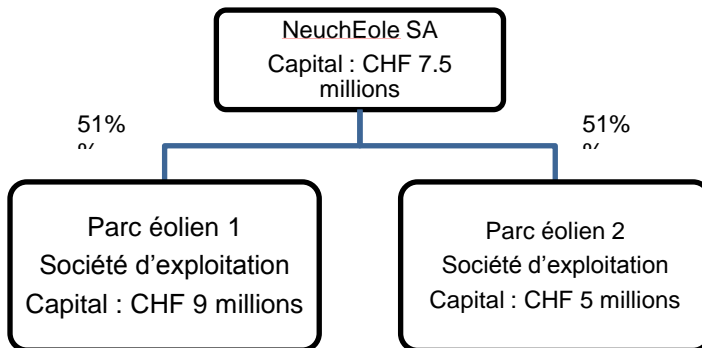 NeuchEole SA
Capital : CHF 7.5
millions
51%
%
51%
%
Parc éolien 1
Société d'exploitation
Capital : CHF 9 millions
Parc éolien 2
Société d'exploitation
Capital : CHF 5 millions